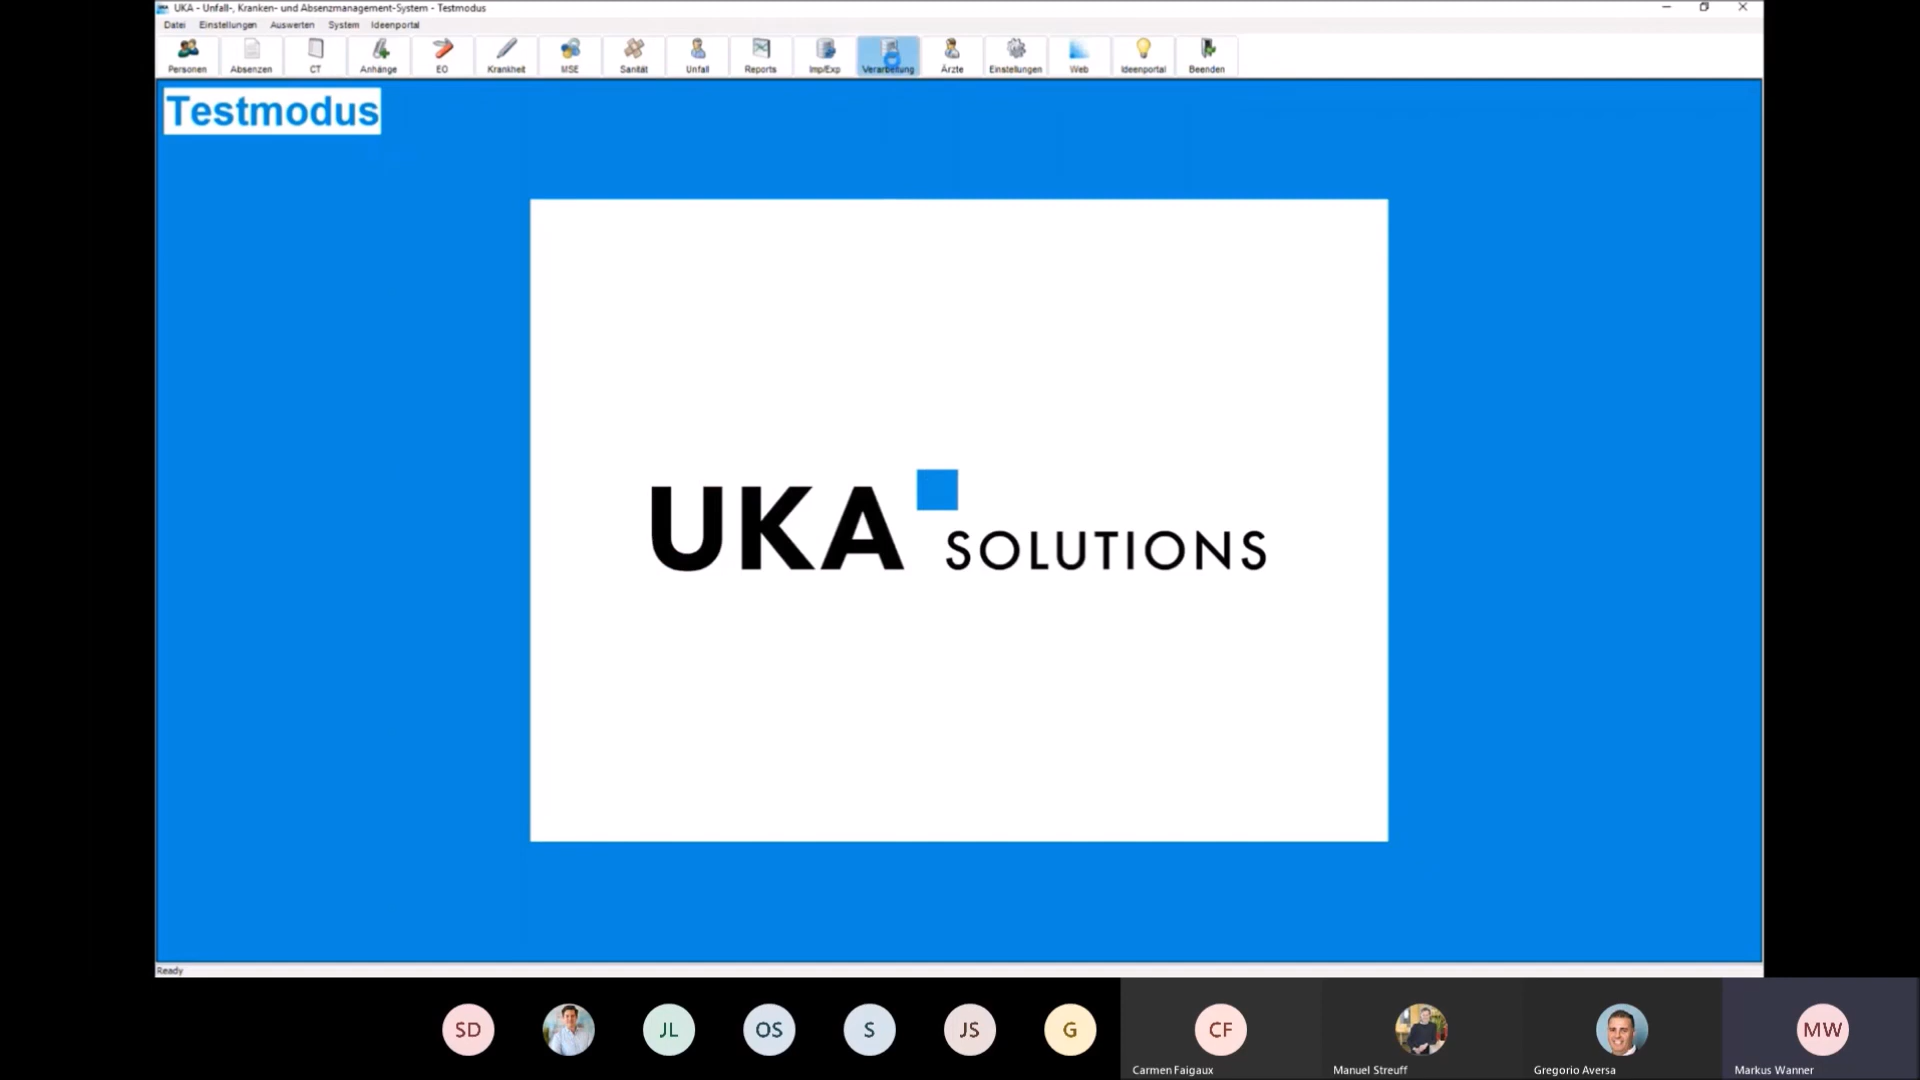 UKA - Unfall-, Kranken- und Absenzmanagement-System - Testmodus
Datei Einstellungen Auswerten System Ideenportal
Personen Absenzen CT Anhänge EO Krankheit MSE Sanität Unfall Reports Imp/Exp Verarbeitung Ärzte Einstellungen Web Ideenportal Beenden
Testmodus
UKA SOLUTIONS
Ready
SD JL OS S JS G CF MW
Carmen Faigaux Manuel Streuff Gregorio Aversa Markus Wanner